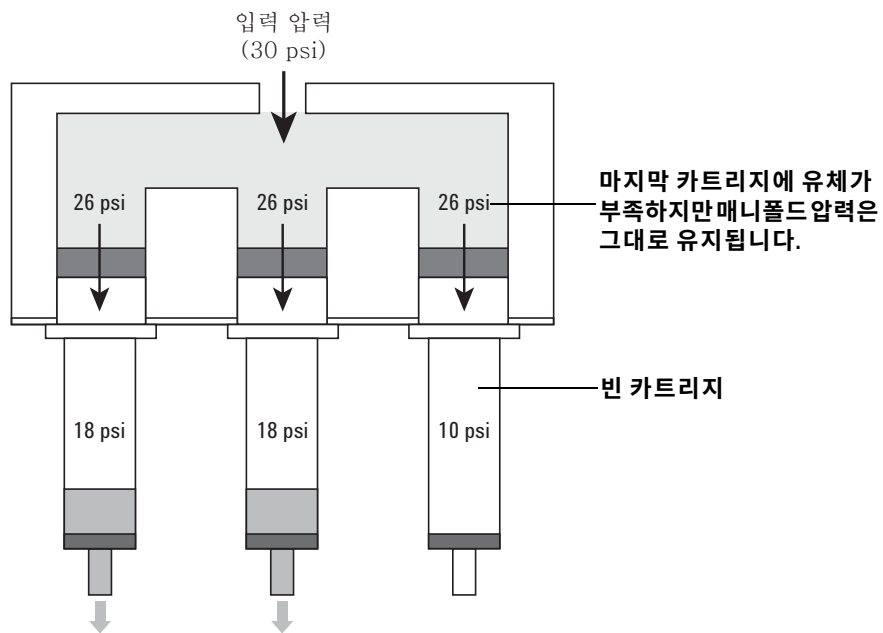 입력 압력
(30 psi)
26 psi
26 psi
26 psi
마지막 카트리지에 유체가
부족하지만 매니폴드 압력은
그대로 유지됩니다.
빈 카트리지
18 psi
18 psi
10 psi